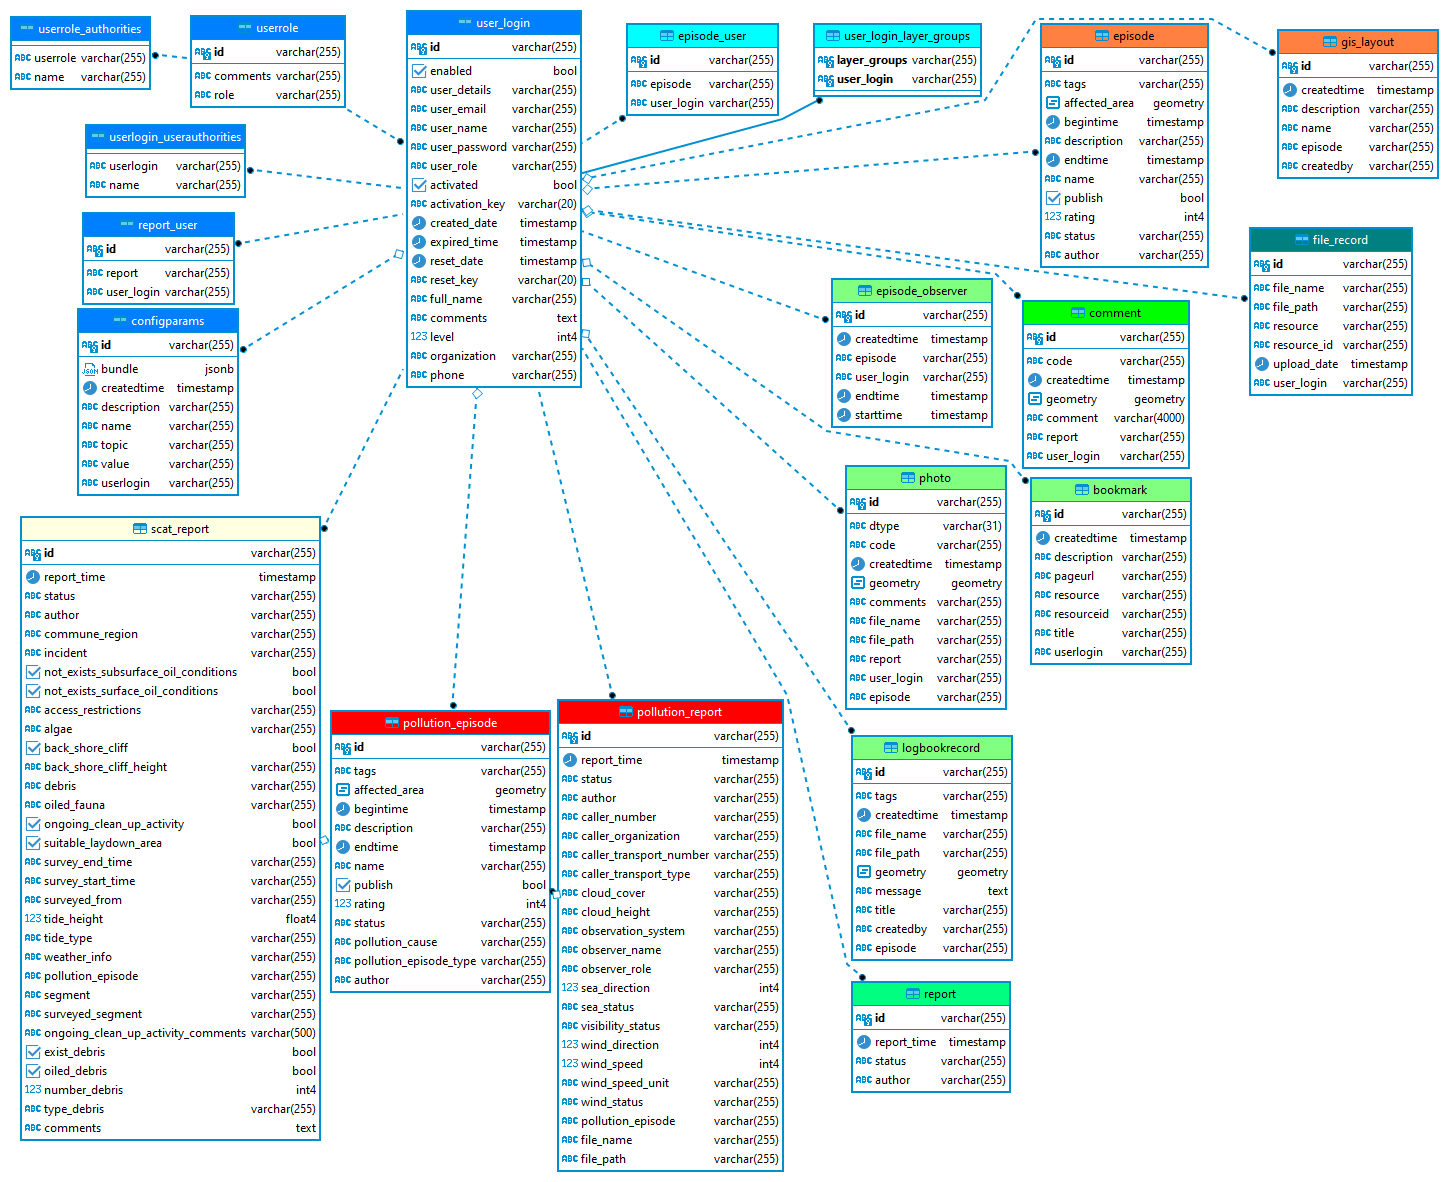 userrole_authorities
userrole varchar(255)
name varchar(255)
userrole
id varchar(255)
comments varchar(255)
role varchar(255)
userlogin_userauthorities
userlogin varchar(255)
name varchar(255)
report_user
id varchar(255)
report varchar(255)
user_login varchar(255)
configparams
id varchar(255)
bundle jsonb
createdtime timestamp
description varchar(255)
name varchar(255)
topic varchar(255)
value varchar(255)
userlogin varchar(255)
user_login
id varchar(255)
enabled bool
user_details varchar(255)
user_email varchar(255)
user_name varchar(255)
user_password varchar(255)
user_role varchar(255)
activated bool
activation_key varchar(20)
created_date timestamp
expired_time timestamp
reset_date timestamp
reset_key varchar(20)
full_name varchar(255)
comments text
level int4
organization varchar(255)
phone varchar(255)
episode_user
id varchar(255)
episode varchar(255)
user_login varchar(255)
user_login_layer_groups
layer_groups varchar(255)
user_login varchar(255)
episode
id varchar(255)
tags varchar(255)
affected_area geometry
begintime timestamp
description varchar(255)
endtime timestamp
name varchar(255)
publish bool
rating int4
status varchar(255)
author varchar(255)
gis_layout
id varchar(255)
createdtime timestamp
description varchar(255)
name varchar(255)
episode varchar(255)
createdby varchar(255)
file_record
id varchar(255)
file_name varchar(255)
file_path varchar(255)
resource varchar(255)
resource_id varchar(255)
upload_date timestamp
user_login varchar(255)
episode_observer
id varchar(255)
createdtime timestamp
episode varchar(255)
user_login varchar(255)
endtime timestamp
starttime timestamp
comment
id varchar(255)
code varchar(255)
createdtime timestamp
geometry geometry
comment varchar(4000)
report varchar(255)
user_login varchar(255)
photo
id varchar(255)
dtype varchar(31)
code varchar(255)
createdtime timestamp
geometry geometry
comments varchar(255)
file_name varchar(255)
file_path varchar(255)
report varchar(255)
user_login varchar(255)
episode varchar(255)
bookmark
id varchar(255)
createdtime timestamp
description varchar(255)
pageurl varchar(255)
resource varchar(255)
resourceid varchar(255)
title varchar(255)
userlogin varchar(255)
scat_report
id varchar(255)
report_time timestamp
status varchar(255)
author varchar(255)
commune_region varchar(255)
incident varchar(255)
not_exists_subsurface_oil_conditions bool
not_exists_surface_oil_conditions bool
access_restrictions varchar(255)
algae varchar(255)
back_shore_cliff bool
back_shore_cliff_height varchar(255)
debris varchar(255)
oiled_fauna varchar(255)
ongoing_clean_up_activity bool
suitable_laydown_area bool
survey_end_time varchar(255)
survey_start_time varchar(255)
surveyed_from varchar(255)
tide_height float4
tide_type varchar(255)
weather_info varchar(255)
pollution_episode varchar(255)
segment varchar(255)
surveyed_segment varchar(255)
ongoing_clean_up_activity_comments varchar(500)
exist_debris bool
oiled_debris bool
number_debris int4
type_debris varchar(255)
comments text
pollution_episode
id varchar(255)
tags varchar(255)
affected_area geometry
begintime timestamp
description varchar(255)
endtime timestamp
name varchar(255)
publish bool
rating int4
status varchar(255)
pollution_cause varchar(255)
pollution_episode_type varchar(255)
author varchar(255)
pollution_report
id varchar(255)
report_time timestamp
status varchar(255)
author varchar(255)
caller_number varchar(255)
caller_organization varchar(255)
caller_transport_number varchar(255)
caller_transport_type varchar(255)
cloud_cover varchar(255)
cloud_height varchar(255)
observation_system varchar(255)
observer_name varchar(255)
observer_role varchar(255)
sea_direction int4
sea_status varchar(255)
visibility_status varchar(255)
wind_direction int4
wind_speed int4
wind_speed_unit varchar(255)
wind_status varchar(255)
pollution_episode varchar(255)
file_name varchar(255)
file_path varchar(255)
logbookrecord
id varchar(255)
tags varchar(255)
createdtime timestamp
file_name varchar(255)
file_path varchar(255)
geometry geometry
message text
title varchar(255)
createdby varchar(255)
episode varchar(255)
report
id varchar(255)
report_time timestamp
status varchar(255)
author varchar(255)